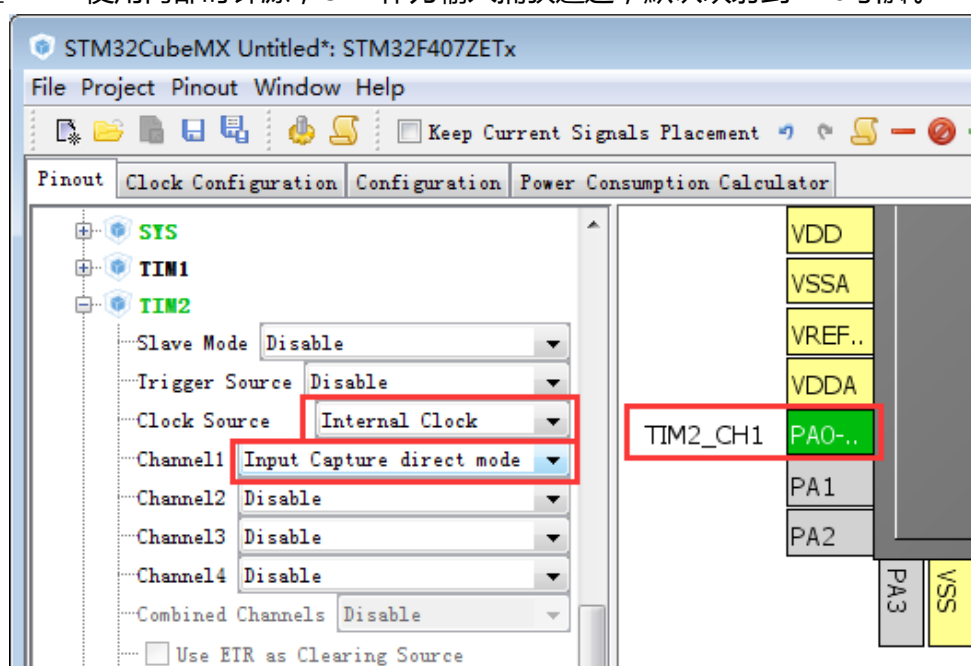 STM32CubeMX Untitled*: STM32F407ZETx
File Project Pinout Window Help
Keep Current Signals Placement
Pinout Clock Configuration Configuration Power Consumption Calculator
SYS
TIM1
TIM2
Slave Mode Disable
Trigger Source Disable
Clock Source Internal Clock
Channel1 Input Capture direct mode
Channel2 Disable
Channel3 Disable
Channel4 Disable
Combined Channels Disable
Use ETR as Clearing Source
VDD
VSSA
VREF..
VDDA
TIM2_CH1 PA0-..
PA1
PA2
PA3
VSS